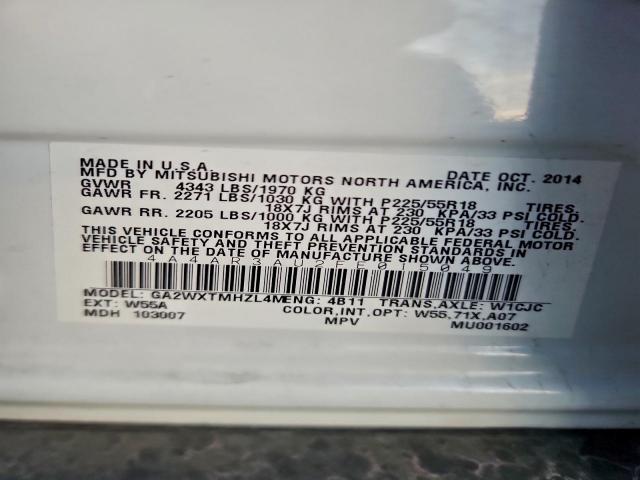 MADE IN U.S.A. DATE OCT. 2014
MFD BY MITSUBISHI MOTORS NORTH AMERICA, INC.
GVWR 4343 LBS/1970 KG
GAWR FR. 2271 LBS/1030 KG WITH P225/55R18 TIRES,
18X7J RIMS AT 230 KPA/33 PSI COLD.
GAWR RR. 2205 LBS/1000 KG WITH P225/55R18 TIRES,
18X7J RIMS AT 230 KPA/33 PSI COLD.
THIS VEHICLE CONFORMS TO ALL APPLICABLE FEDERAL MOTOR
VEHICLE SAFETY AND THEFT PREVENTION STANDARDS IN
EFFECT ON THE DATE OF MANUFACTURE SHOWN ABOVE.
4A4AR3AU2EE015049
MODEL: GA2WXTMHZL4M ENG: 4B11 TRANS,AXLE: W1CJC
EXT: W55A COLOR,INT,OPT: W55,71X,A07
MDH 103007 MPV MU001602